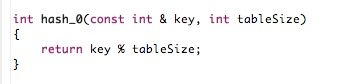 int hash_0(const int & key, int tableSize)
{
    return key % tableSize;
}